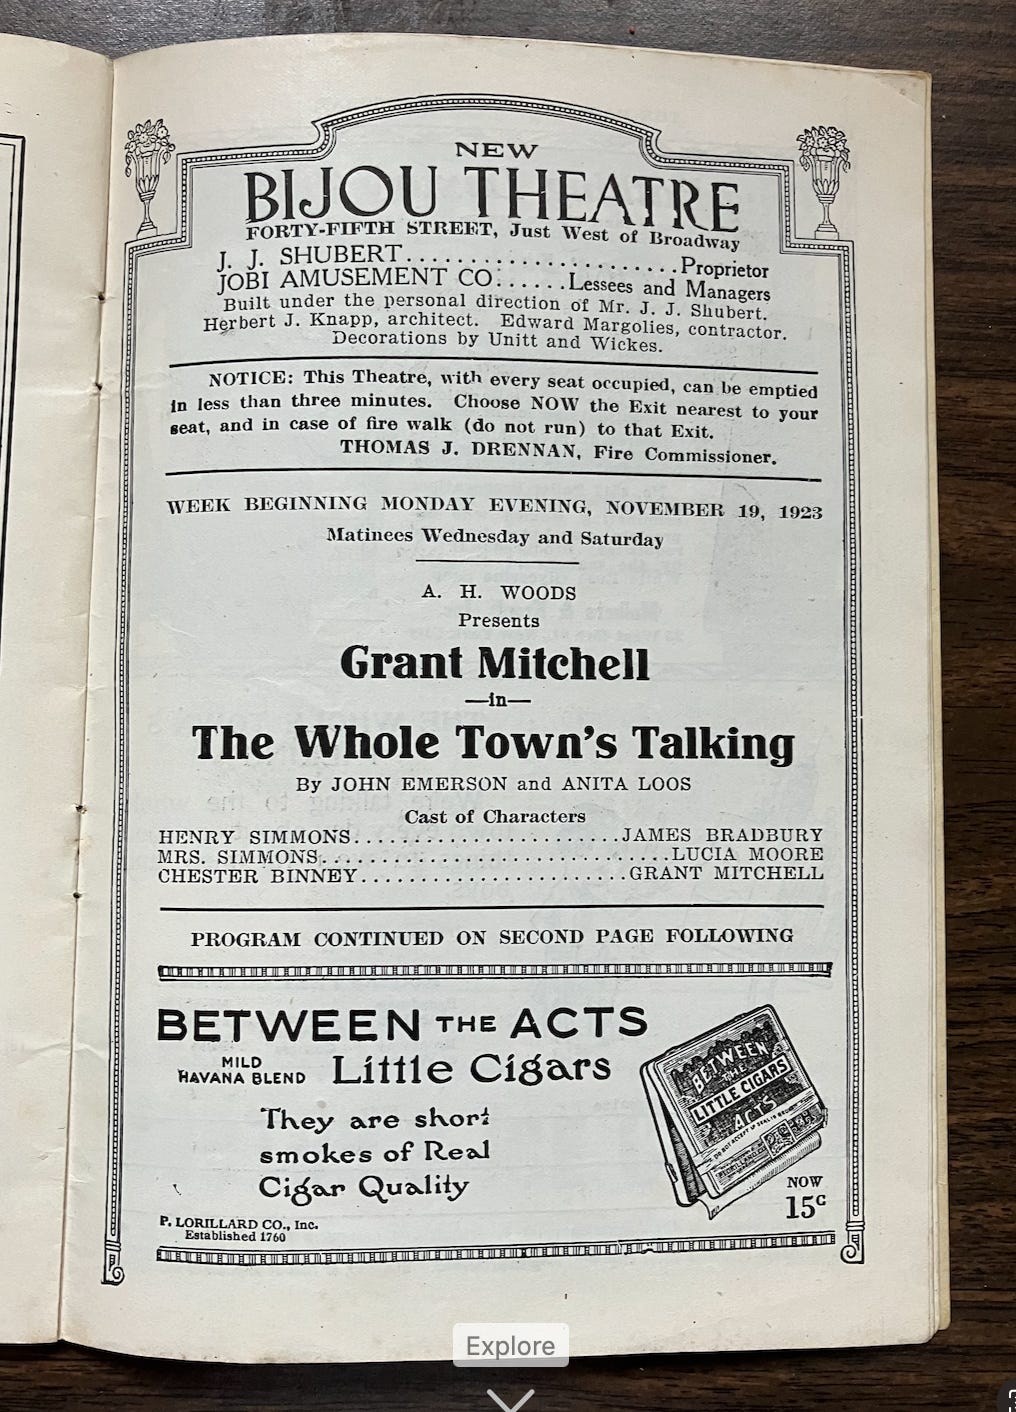 NEW
BIJOU THEATRE
FORTY-FIFTH STREET, Just West of Broadway
J. J. SHUBERT......................Proprietor
JOBI AMUSEMENT CO.......Lessees and Managers
Built under the personal direction of Mr. J. J. Shubert.
Herbert J. Knapp, architect. Edward Margolies, contractor.
Decorations by Unitt and Wickes.
NOTICE: This Theatre, with every seat occupied, can be emptied
in less than three minutes. Choose NOW the Exit nearest to your
seat, and in case of fire walk (do not run) to that Exit.
THOMAS J. DRENNAN, Fire Commissioner.
WEEK BEGINNING MONDAY EVENING, NOVEMBER 19, 1923
Matinees Wednesday and Saturday
A. H. WOODS
Presents
Grant Mitchell
—in—
The Whole Town's Talking
By JOHN EMERSON and ANITA LOOS
Cast of Characters
HENRY SIMMONS......................JAMES BRADBURY
MRS. SIMMONS............................LUCIA MOORE
CHESTER BINNEY......................GRANT MITCHELL
PROGRAM CONTINUED ON SECOND PAGE FOLLOWING
BETWEEN THE ACTS
MILD
HAVANA BLEND
Little Cigars
They are short
smokes of Real
Cigar Quality
BETWEEN
THE
LITTLE CIGARS
ACTS
NOW
15c
P. LORILLARD CO., Inc.
Established 1760
Explore